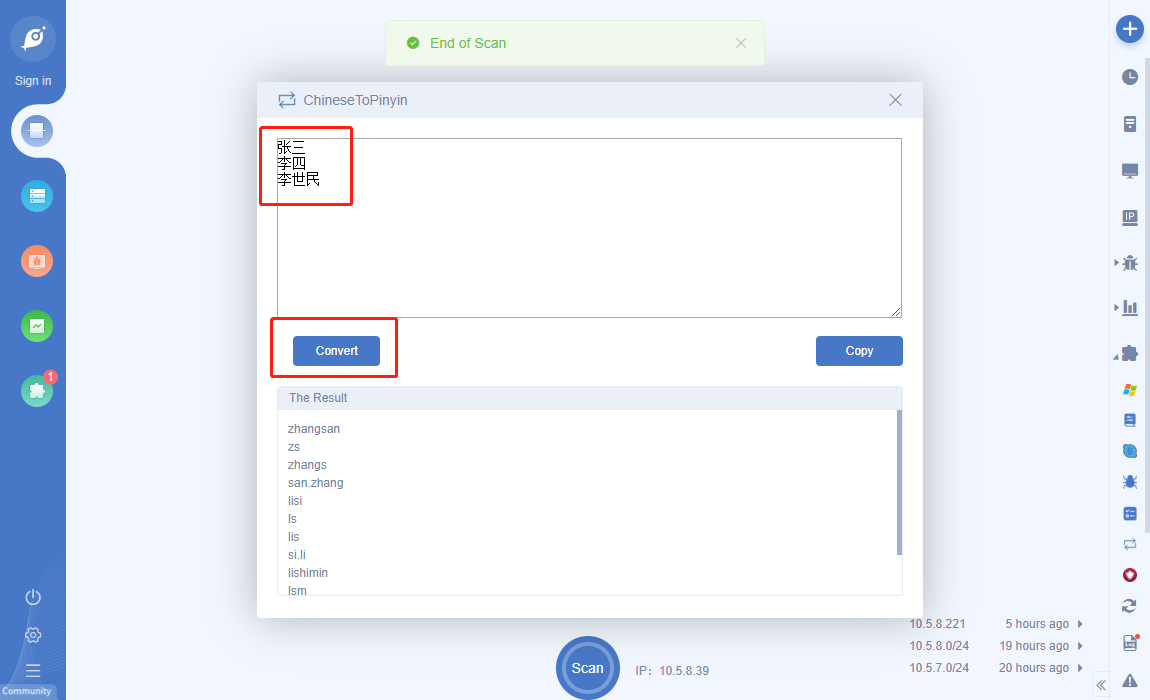 End of Scan
Sign in
ChineseToPinyin
张三
李四
李世民
Convert
Copy
The Result
zhangsan
zs
zhangs
san.zhang
lisi
ls
lis
si.li
lishimin
lsm
1
IP
S
10.5.8.221 5 hours ago
10.5.8.0/24 19 hours ago
10.5.7.0/24 20 hours ago
Scan
IP: 10.5.8.39
LOG
Community